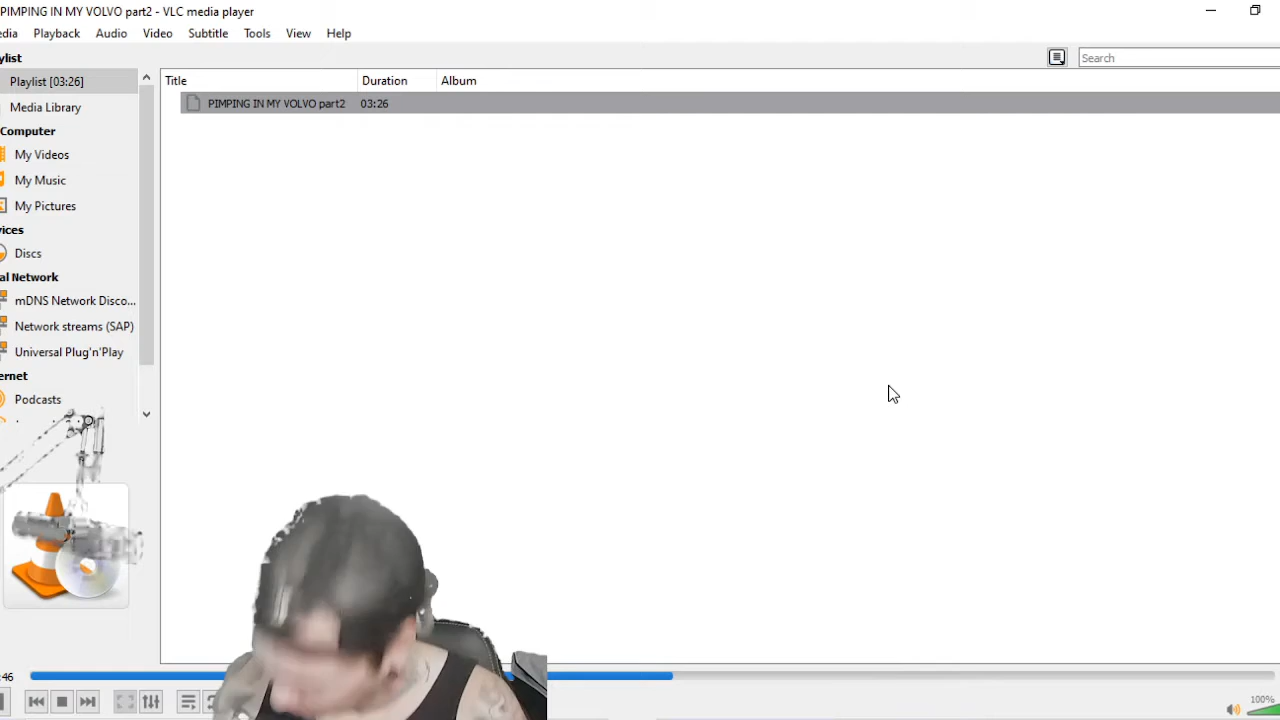 PIMPING IN MY VOLVO part2 - VLC media player
dia Playback Audio Video Subtitle Tools View Help
ylist
Playlist [03:26]
Media Library
Computer
My Videos
My Music
My Pictures
vices
Discs
al Network
mDNS Network Disco...
Network streams (SAP)
Universal Plug'n'Play
ernet
Podcasts
Search
Title Duration Album
PIMPING IN MY VOLVO part2 03:26
:46
100%